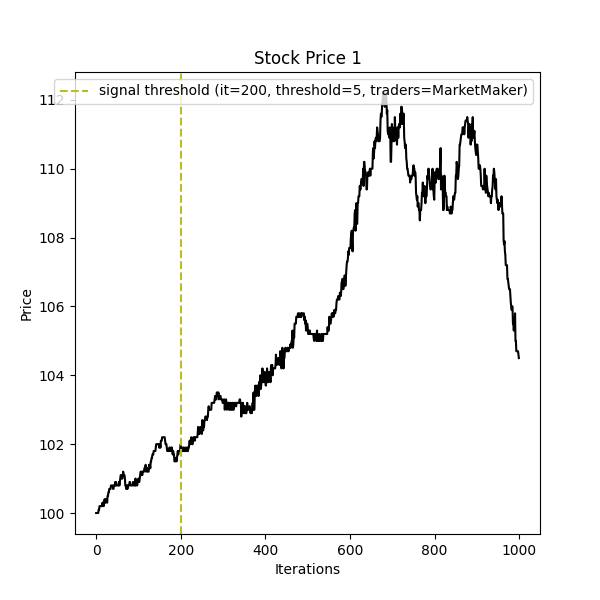 Stock Price 1
signal threshold (it=200, threshold=5, traders=MarketMaker)
112
110
108
106
104
102
100
Price
0 200 400 600 800 1000
Iterations